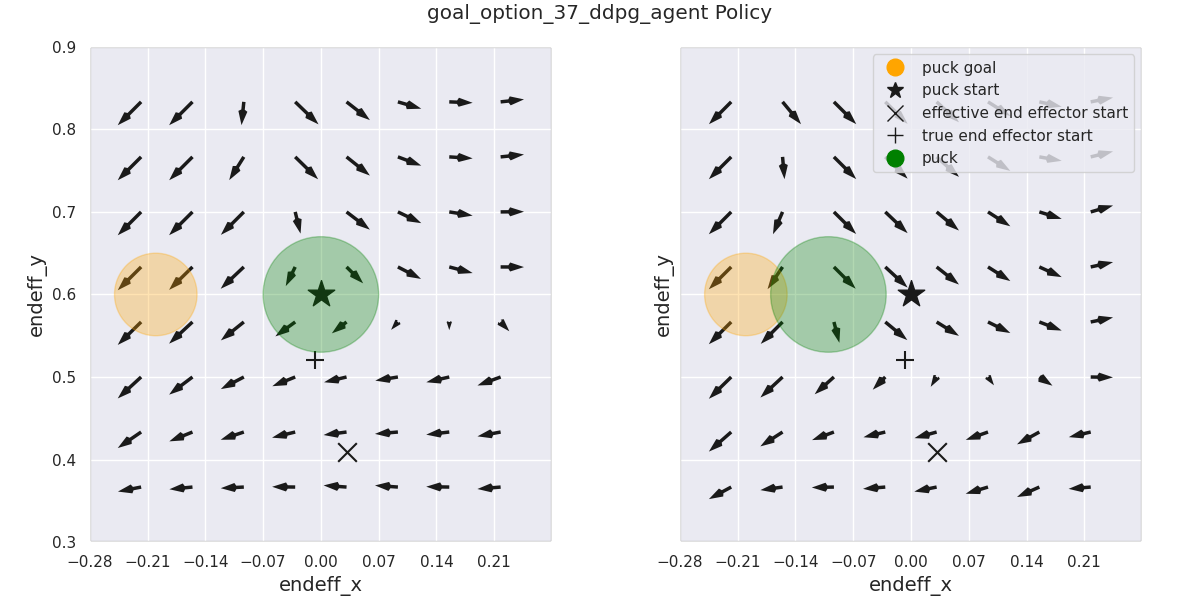 goal_option_37_ddpg_agent Policy
0.9
0.8
0.7
0.6
0.5
0.4
0.3
endeff_y
−0.28 −0.21 −0.14 −0.07 0.00 0.07 0.14 0.21
endeff_x
puck goal
puck start
effective end effector start
true end effector start
puck
endeff_y
−0.28 −0.21 −0.14 −0.07 0.00 0.07 0.14 0.21
endeff_x